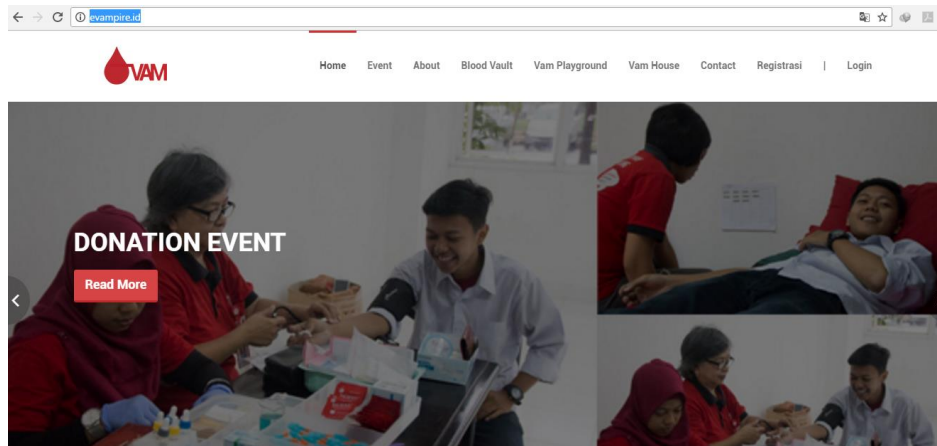 evampire.id
VAM
Home Event About Blood Vault Vam Playground Vam House Contact Registrasi | Login
DONATION EVENT
Read More